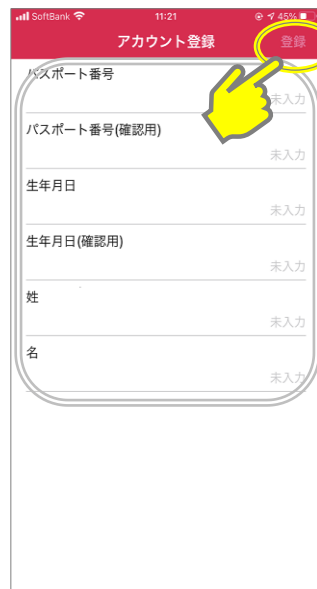 SoftBank 11:21 45%
アカウント登録 登録
パスポート番号
未入力
パスポート番号(確認用)
未入力
生年月日
未入力
生年月日(確認用)
未入力
姓
未入力
名
未入力